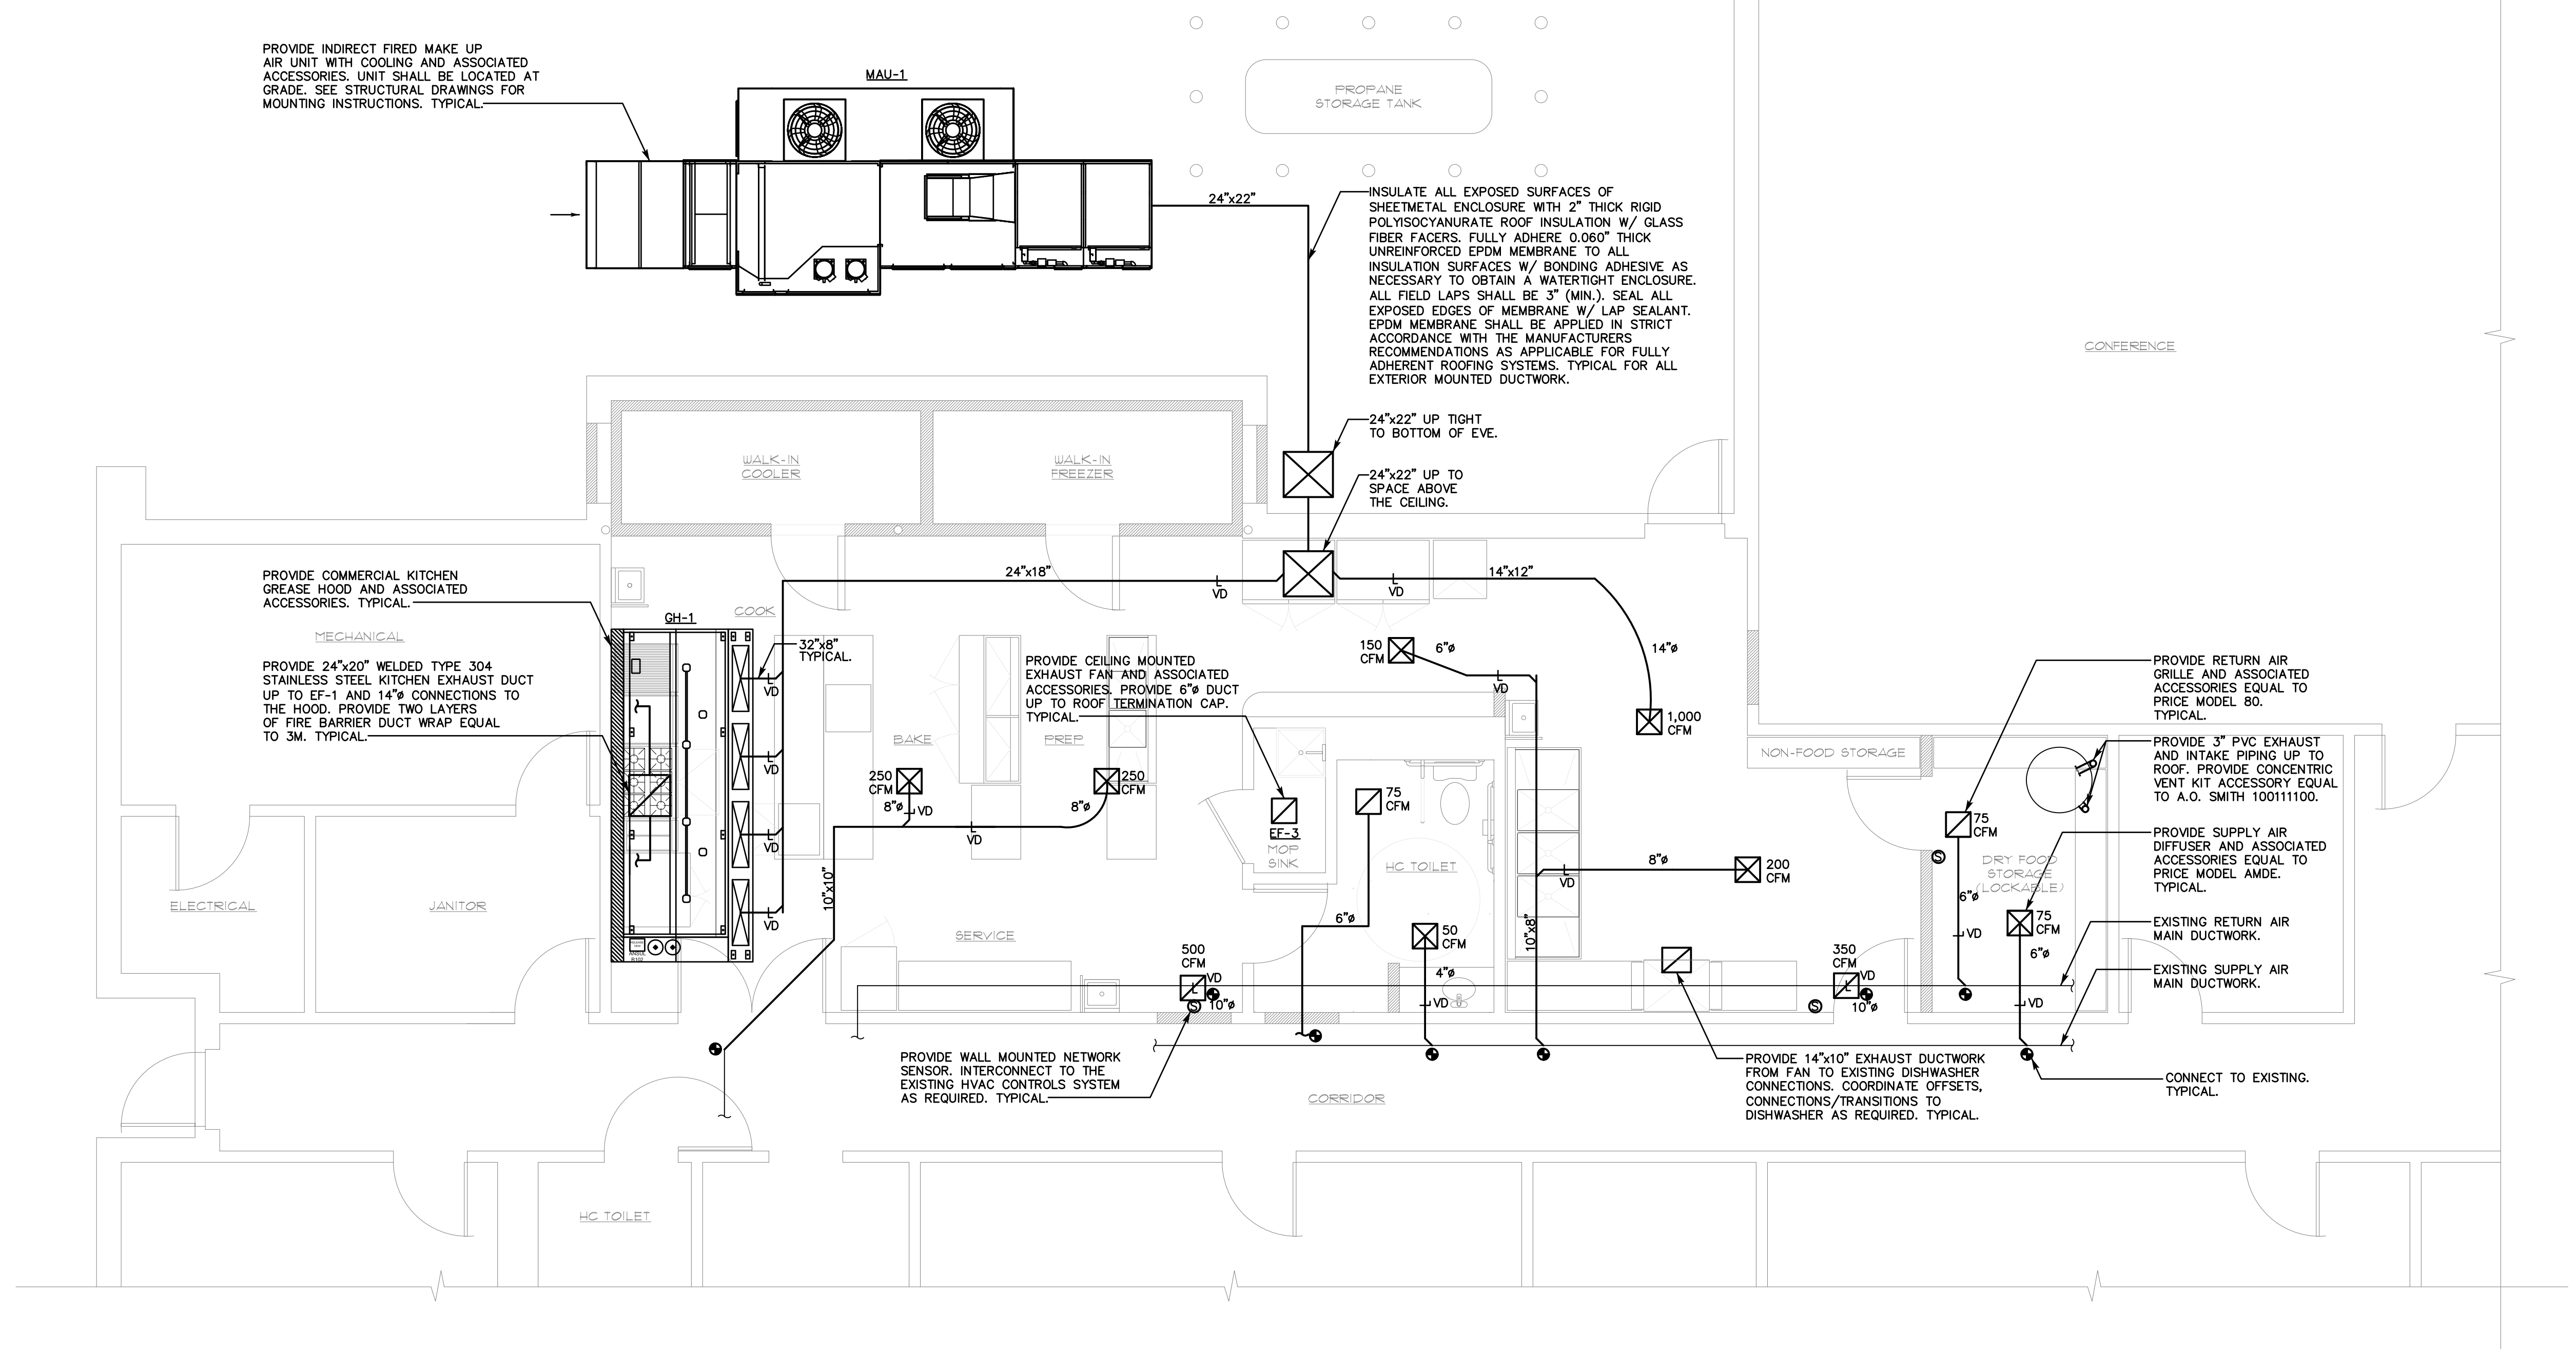 PROVIDE INDIRECT FIRED MAKE UP
AIR UNIT WITH COOLING AND ASSOCIATED
ACCESSORIES. UNIT SHALL BE LOCATED AT
GRADE. SEE STRUCTURAL DRAWINGS FOR
MOUNTING INSTRUCTIONS. TYPICAL.
MAU-1
PROPANE
STORAGE TANK
24"x22"
INSULATE ALL EXPOSED SURFACES OF
SHEETMETAL ENCLOSURE WITH 2" THICK RIGID
POLYISOCYANURATE ROOF INSULATION W/ GLASS
FIBER FACERS. FULLY ADHERE 0.060" THICK
UNREINFORCED EPDM MEMBRANE TO ALL
INSULATION SURFACES W/ BONDING ADHESIVE AS
NECESSARY TO OBTAIN A WATERTIGHT ENCLOSURE.
ALL FIELD LAPS SHALL BE 3" (MIN.). SEAL ALL
EXPOSED EDGES OF MEMBRANE W/ LAP SEALANT.
EPDM MEMBRANE SHALL BE APPLIED IN STRICT
ACCORDANCE WITH THE MANUFACTURERS
RECOMMENDATIONS AS APPLICABLE FOR FULLY
ADHERENT ROOFING SYSTEMS. TYPICAL FOR ALL
EXTERIOR MOUNTED DUCTWORK.
CONFERENCE
24"x22" UP TIGHT
TO BOTTOM OF EVE.
WALK-IN
COOLER
WALK-IN
FREEZER
24"x22" UP TO
SPACE ABOVE
THE CEILING.
PROVIDE COMMERCIAL KITCHEN
GREASE HOOD AND ASSOCIATED
ACCESSORIES. TYPICAL.
24"x18"
VD
VD
14"x12"
COOK
GH-1
MECHANICAL
32"x8"
TYPICAL.
PROVIDE 24"x20" WELDED TYPE 304
STAINLESS STEEL KITCHEN EXHAUST DUCT
UP TO EF-1 AND 14"ø CONNECTIONS TO
THE HOOD. PROVIDE TWO LAYERS
OF FIRE BARRIER DUCT WRAP EQUAL
TO 3M. TYPICAL.
VD
VD
VD
VD
PROVIDE CEILING MOUNTED
EXHAUST FAN AND ASSOCIATED
ACCESSORIES. PROVIDE 6"ø DUCT
UP TO ROOF TERMINATION CAP.
TYPICAL.
150
CFM
6"ø
VD
14"ø
1,000
CFM
PROVIDE RETURN AIR
GRILLE AND ASSOCIATED
ACCESSORIES EQUAL TO
PRICE MODEL 80.
TYPICAL.
BAKE
PREP
NON-FOOD STORAGE
PROVIDE 3" PVC EXHAUST
AND INTAKE PIPING UP TO
ROOF. PROVIDE CONCENTRIC
VENT KIT ACCESSORY EQUAL
TO A.O. SMITH 100111100.
250
CFM
8"ø
VD
VD
8"ø
250
CFM
EF-3
MOP
SINK
75
CFM
HC TOILET
8"ø
VD
200
CFM
75
CFM
DRY FOOD
STORAGE
(LOCKABLE)
PROVIDE SUPPLY AIR
DIFFUSER AND ASSOCIATED
ACCESSORIES EQUAL TO
PRICE MODEL AMDE.
TYPICAL.
10"x10"
ELECTRICAL
JANITOR
6"ø
6"ø
75
CFM
VD
6"ø
SERVICE
50
CFM
4"ø
VD
10"x8"
EXISTING RETURN AIR
MAIN DUCTWORK.
ANSUL
R102
500
CFM
VD
L
S
10"ø
350
CFM
VD
L
S
10"ø
S
VD
EXISTING SUPPLY AIR
MAIN DUCTWORK.
PROVIDE WALL MOUNTED NETWORK
SENSOR. INTERCONNECT TO THE
EXISTING HVAC CONTROLS SYSTEM
AS REQUIRED. TYPICAL.
CORRIDOR
PROVIDE 14"x10" EXHAUST DUCTWORK
FROM FAN TO EXISTING DISHWASHER
CONNECTIONS. COORDINATE OFFSETS,
CONNECTIONS/TRANSITIONS TO
DISHWASHER AS REQUIRED. TYPICAL.
CONNECT TO EXISTING.
TYPICAL.
HC TOILET